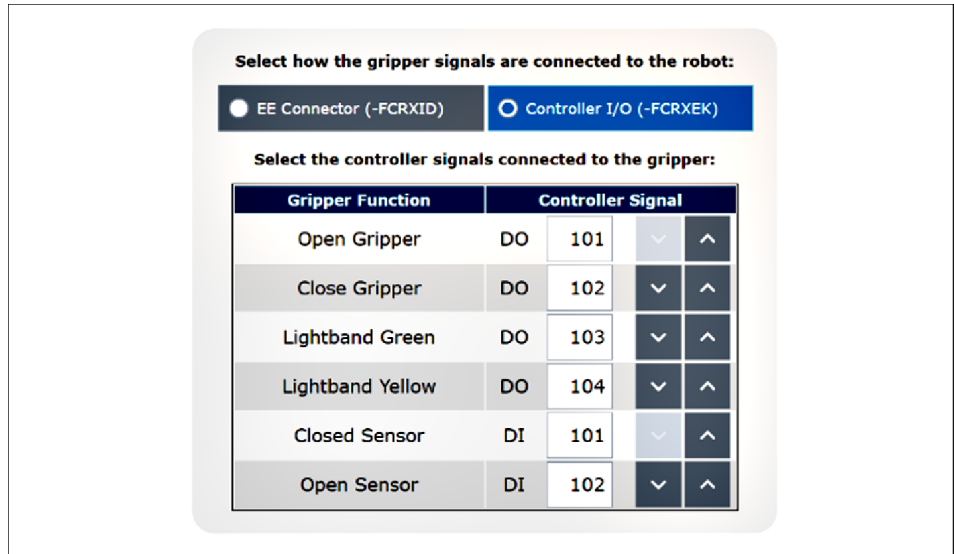 Select how the gripper signals are connected to the robot:
EE Connector (-FCRXID) Controller I/O (-FCRXEK)
Select the controller signals connected to the gripper:
Gripper Function Controller Signal
Open Gripper DO 101
Close Gripper DO 102
Lightband Green DO 103
Lightband Yellow DO 104
Closed Sensor DI 101
Open Sensor DI 102